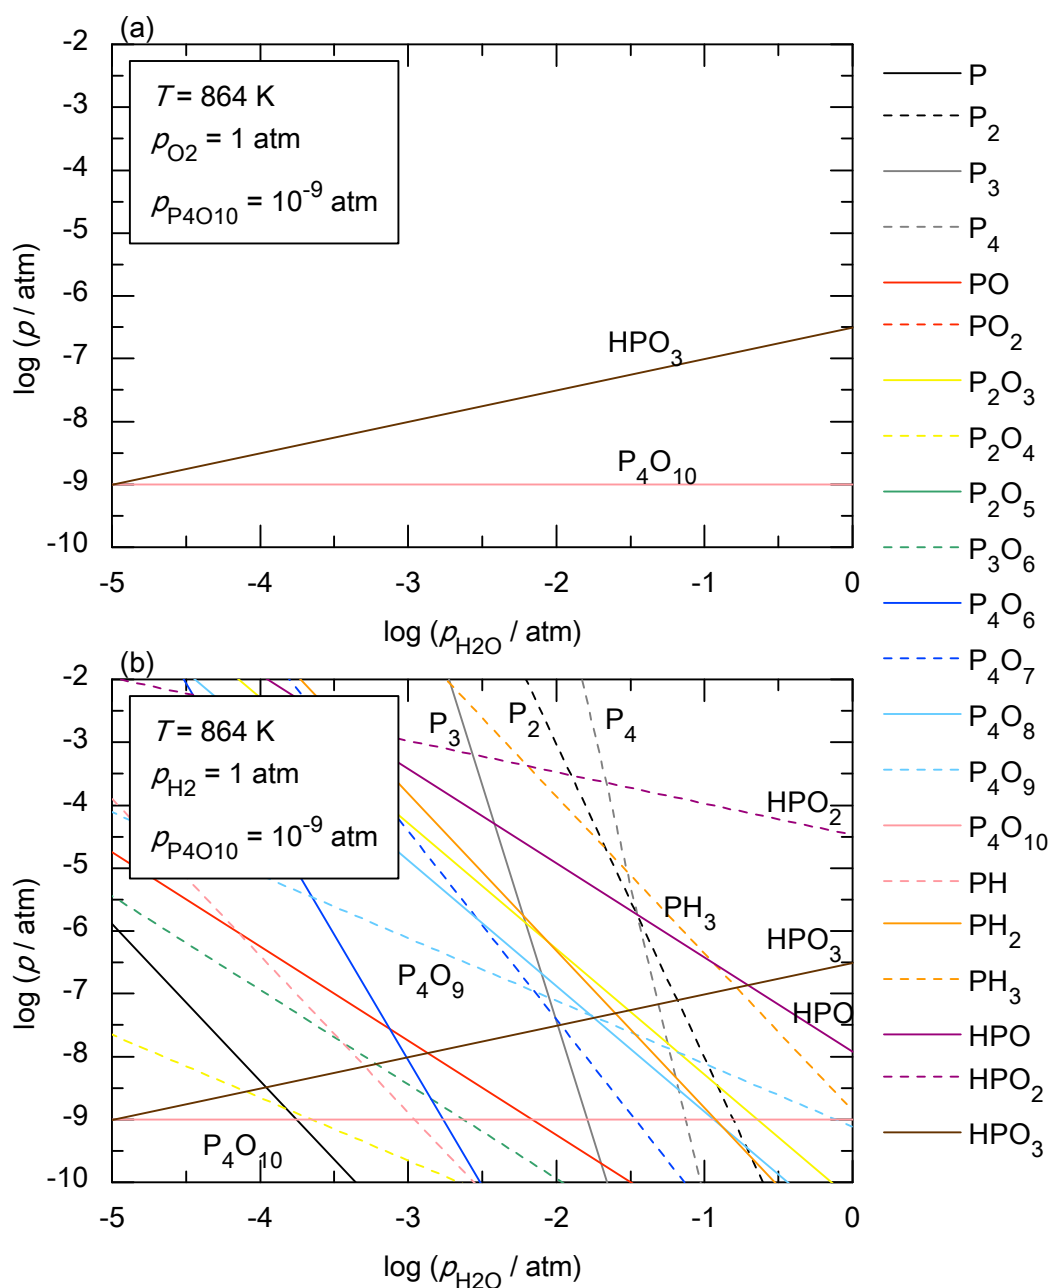 (a)
-2
-3
-4
-5
-6
-7
-8
-9
-10
log (p / atm)
T = 864 K
pO2 = 1 atm
pP4O10 = 10-9 atm
HPO3
P4O10
-5 -4 -3 -2 -1 0
log (pH2O / atm)
(b)
-2
-3
-4
-5
-6
-7
-8
-9
-10
log (p / atm)
T = 864 K
pH2 = 1 atm
pP4O10 = 10-9 atm
P3
P2
P4
HPO2
PH3
HPO3
P4O9
HPO
P4O10
-5 -4 -3 -2 -1 0
log (pH2O / atm)
P
P2
P3
P4
PO
PO2
P2O3
P2O4
P2O5
P3O6
P4O6
P4O7
P4O8
P4O9
P4O10
PH
PH2
PH3
HPO
HPO2
HPO3